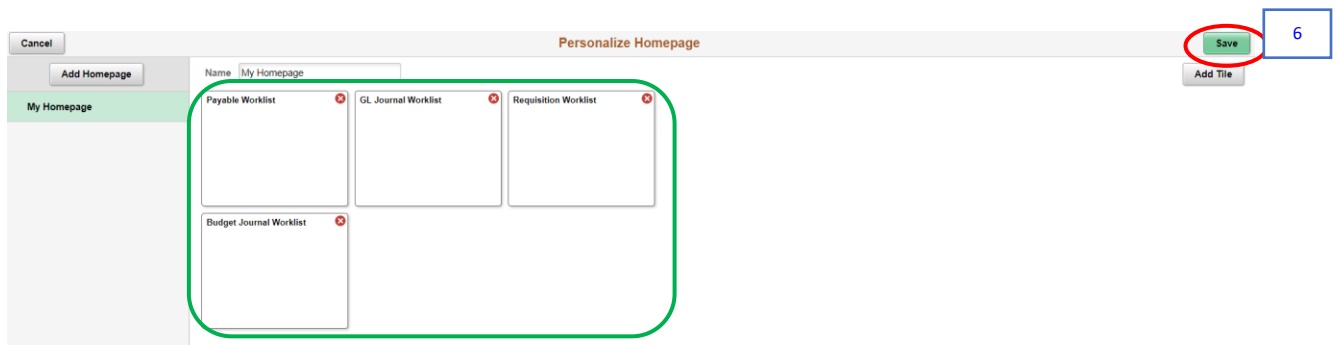 Cancel
Personalize Homepage
Save
6
Add Homepage
Name
My Homepage
Add Tile
My Homepage
Payable Worklist
GL Journal Worklist
Requisition Worklist
Budget Journal Worklist